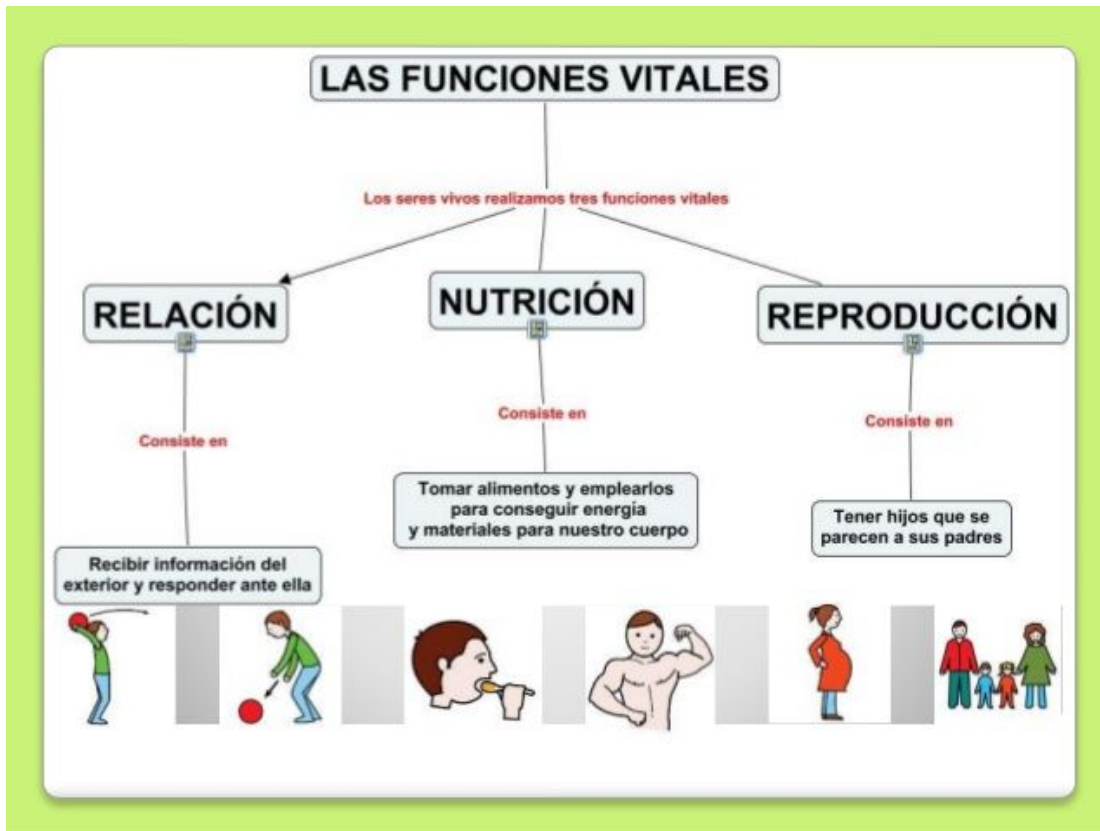 LAS FUNCIONES VITALES
Los seres vivos realizamos tres funciones vitales
RELACIÓN
NUTRICIÓN
REPRODUCCIÓN
Consiste en
Consiste en
Consiste en
Recibir información del
exterior y responder ante ella
Tomar alimentos y emplearlos
para conseguir energía
y materiales para nuestro cuerpo
Tener hijos que se
parecen a sus padres